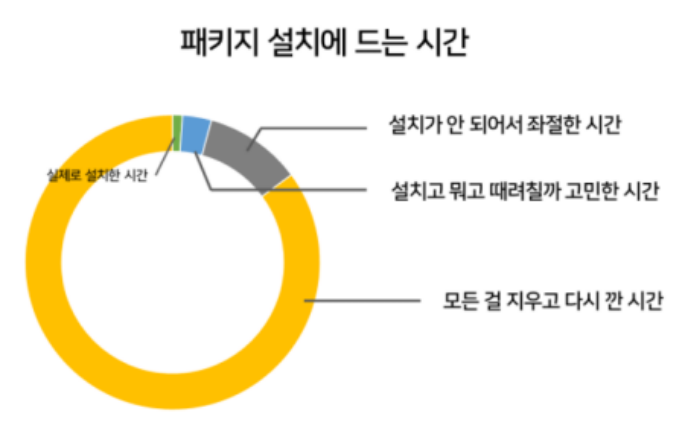 패키지 설치에 드는 시간
설치가 안 되어서 좌절한 시간
실제로 설치한 시간
설치고 뭐고 때려칠까 고민한 시간
모든 걸 지우고 다시 깐 시간